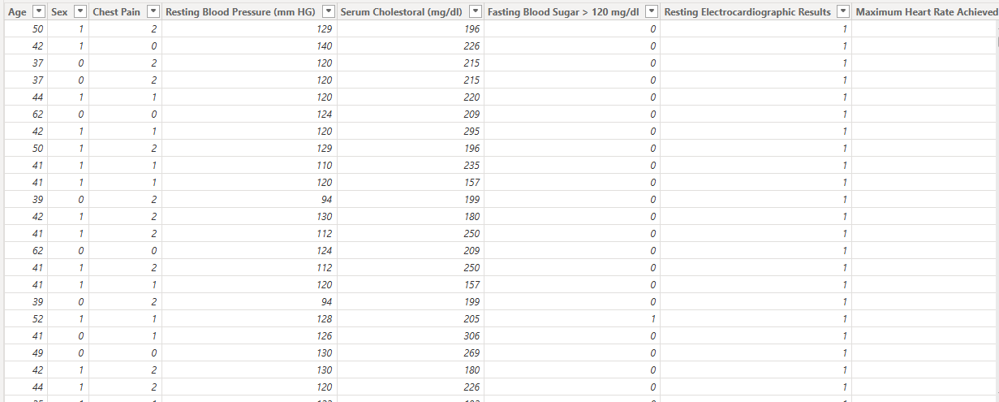 Age Sex Chest Pain Resting Blood Pressure (mm HG) Serum Cholestoral (mg/dl) Fasting Blood Sugar > 120 mg/dl Resting Electrocardiographic Results Maximum Heart Rate Achieved
50 1 2 129 196 0 1
42 1 0 140 226 0 1
37 0 2 120 215 0 1
37 0 2 120 215 0 1
44 1 1 120 220 0 1
62 0 0 124 209 0 1
42 1 1 120 295 0 1
50 1 2 129 196 0 1
41 1 1 110 235 0 1
41 1 1 120 157 0 1
39 0 2 94 199 0 1
42 1 2 130 180 0 1
41 1 2 112 250 0 1
62 0 0 124 209 0 1
41 1 2 112 250 0 1
41 1 1 120 157 0 1
39 0 2 94 199 0 1
52 1 1 128 205 1 1
41 0 1 126 306 0 1
49 0 0 130 269 0 1
42 1 2 130 180 0 1
44 1 2 120 226 0 1